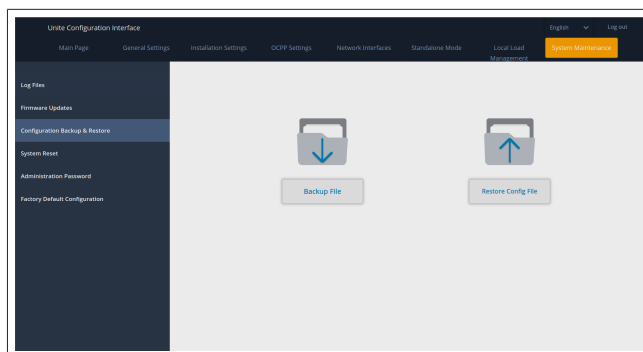 Unite Configuration Interface
English
Log out
Main Page
General Settings
Installation Settings
OCPP Settings
Network Interfaces
Standalone Mode
Local Load
Management
System Maintenance
Log Files
Firmware Updates
Configuration Backup & Restore
System Reset
Administration Password
Factory Default Configuration
Backup File
Restore Config File